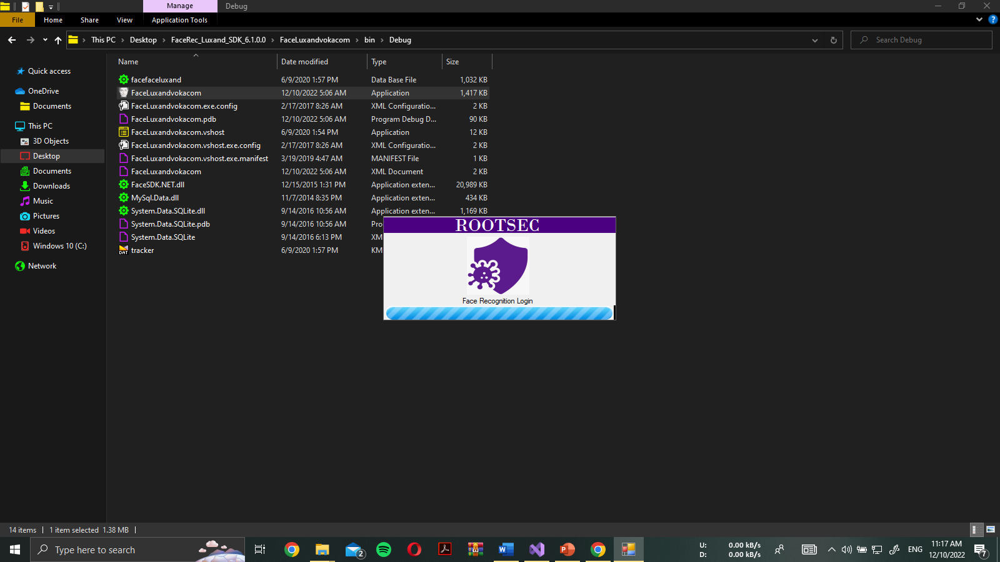 Manage
Debug
File
Home
Share
View
Application Tools
This PC
Desktop
FaceRec_Luxand_SDK_6.1.0.0
FaceLuxandvokacom
bin
Debug
Search Debug
Name
Date modified
Type
Size
Quick access
OneDrive
Documents
This PC
3D Objects
Desktop
Documents
Downloads
Music
Pictures
Videos
Windows 10 (C:)
Network
facefaceluxand 6/9/2020 1:57 PM Data Base File 1,032 KB
FaceLuxandvokacom 12/10/2022 5:06 AM Application 1,417 KB
FaceLuxandvokacom.exe.config 2/17/2017 8:26 AM XML Configuratio... 2 KB
FaceLuxandvokacom.pdb 12/10/2022 5:06 AM Program Debug D... 90 KB
FaceLuxandvokacom.vshost 6/9/2020 1:54 PM Application 12 KB
FaceLuxandvokacom.vshost.exe.config 2/17/2017 8:26 AM XML Configuratio... 2 KB
FaceLuxandvokacom.vshost.exe.manifest 3/19/2019 4:47 AM MANIFEST File 1 KB
FaceLuxandvokacom 12/10/2022 5:06 AM XML Document 2 KB
FaceSDK.NET.dll 12/15/2015 1:31 PM Application exten... 20,989 KB
MySql.Data.dll 11/7/2014 8:35 PM Application exten... 434 KB
System.Data.SQLite.dll 9/14/2016 10:56 AM Application exten... 1,169 KB
System.Data.SQLite.pdb 9/14/2016 10:56 AM Pro
System.Data.SQLite 9/14/2016 6:13 PM XM
tracker 6/9/2020 1:57 PM KM
DAT
ROOTSEC
Face Recognition Login
14 items
1 item selected 1.38 MB
Type here to search
2
U: 0.00 kB/s
D: 0.00 kB/s
ENG
11:17 AM
12/10/2022
7